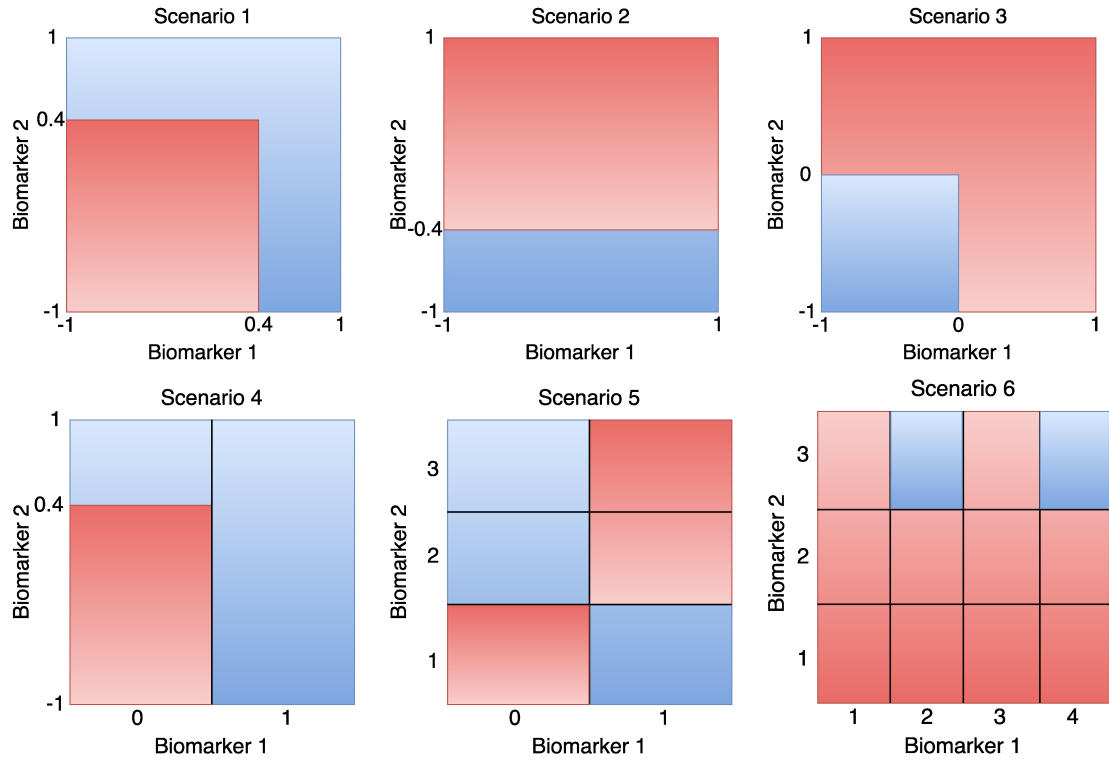 Scenario 1
1
0.4
-1
Biomarker 2
-1
0.4
1
Biomarker 1
Scenario 2
1
-0.4
-1
Biomarker 2
-1
1
Biomarker 1
Scenario 3
1
0
-1
Biomarker 2
-1
0
1
Biomarker 1
Scenario 4
1
0.4
-1
Biomarker 2
0
1
Biomarker 1
Scenario 5
3
2
1
Biomarker 2
0
1
Biomarker 1
Scenario 6
3
2
1
Biomarker 2
1
2
3
4
Biomarker 1